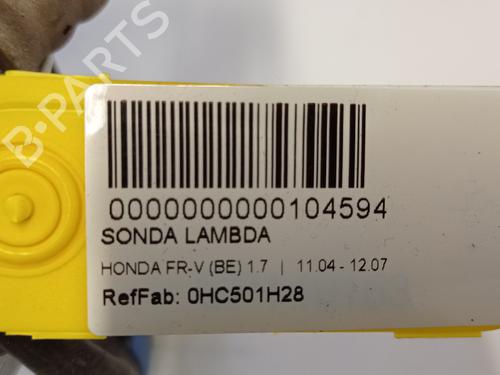 B-PARTS
0000000000104594
SONDA LAMBDA
HONDA FR-V (BE) 1.7 | 11.04 - 12.07
RefFab: 0HC501H28